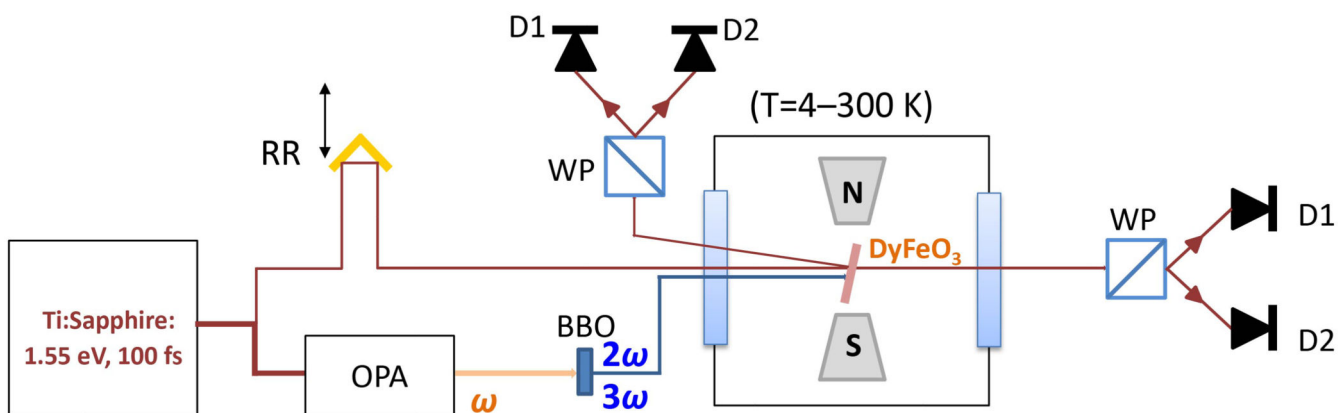 D1
D2
(T=4–300 K)
RR
WP
N
DyFeO₃
WP
D1
Ti:Sapphire:
1.55 eV, 100 fs
BBO
2ω
S
D2
OPA
ω
3ω